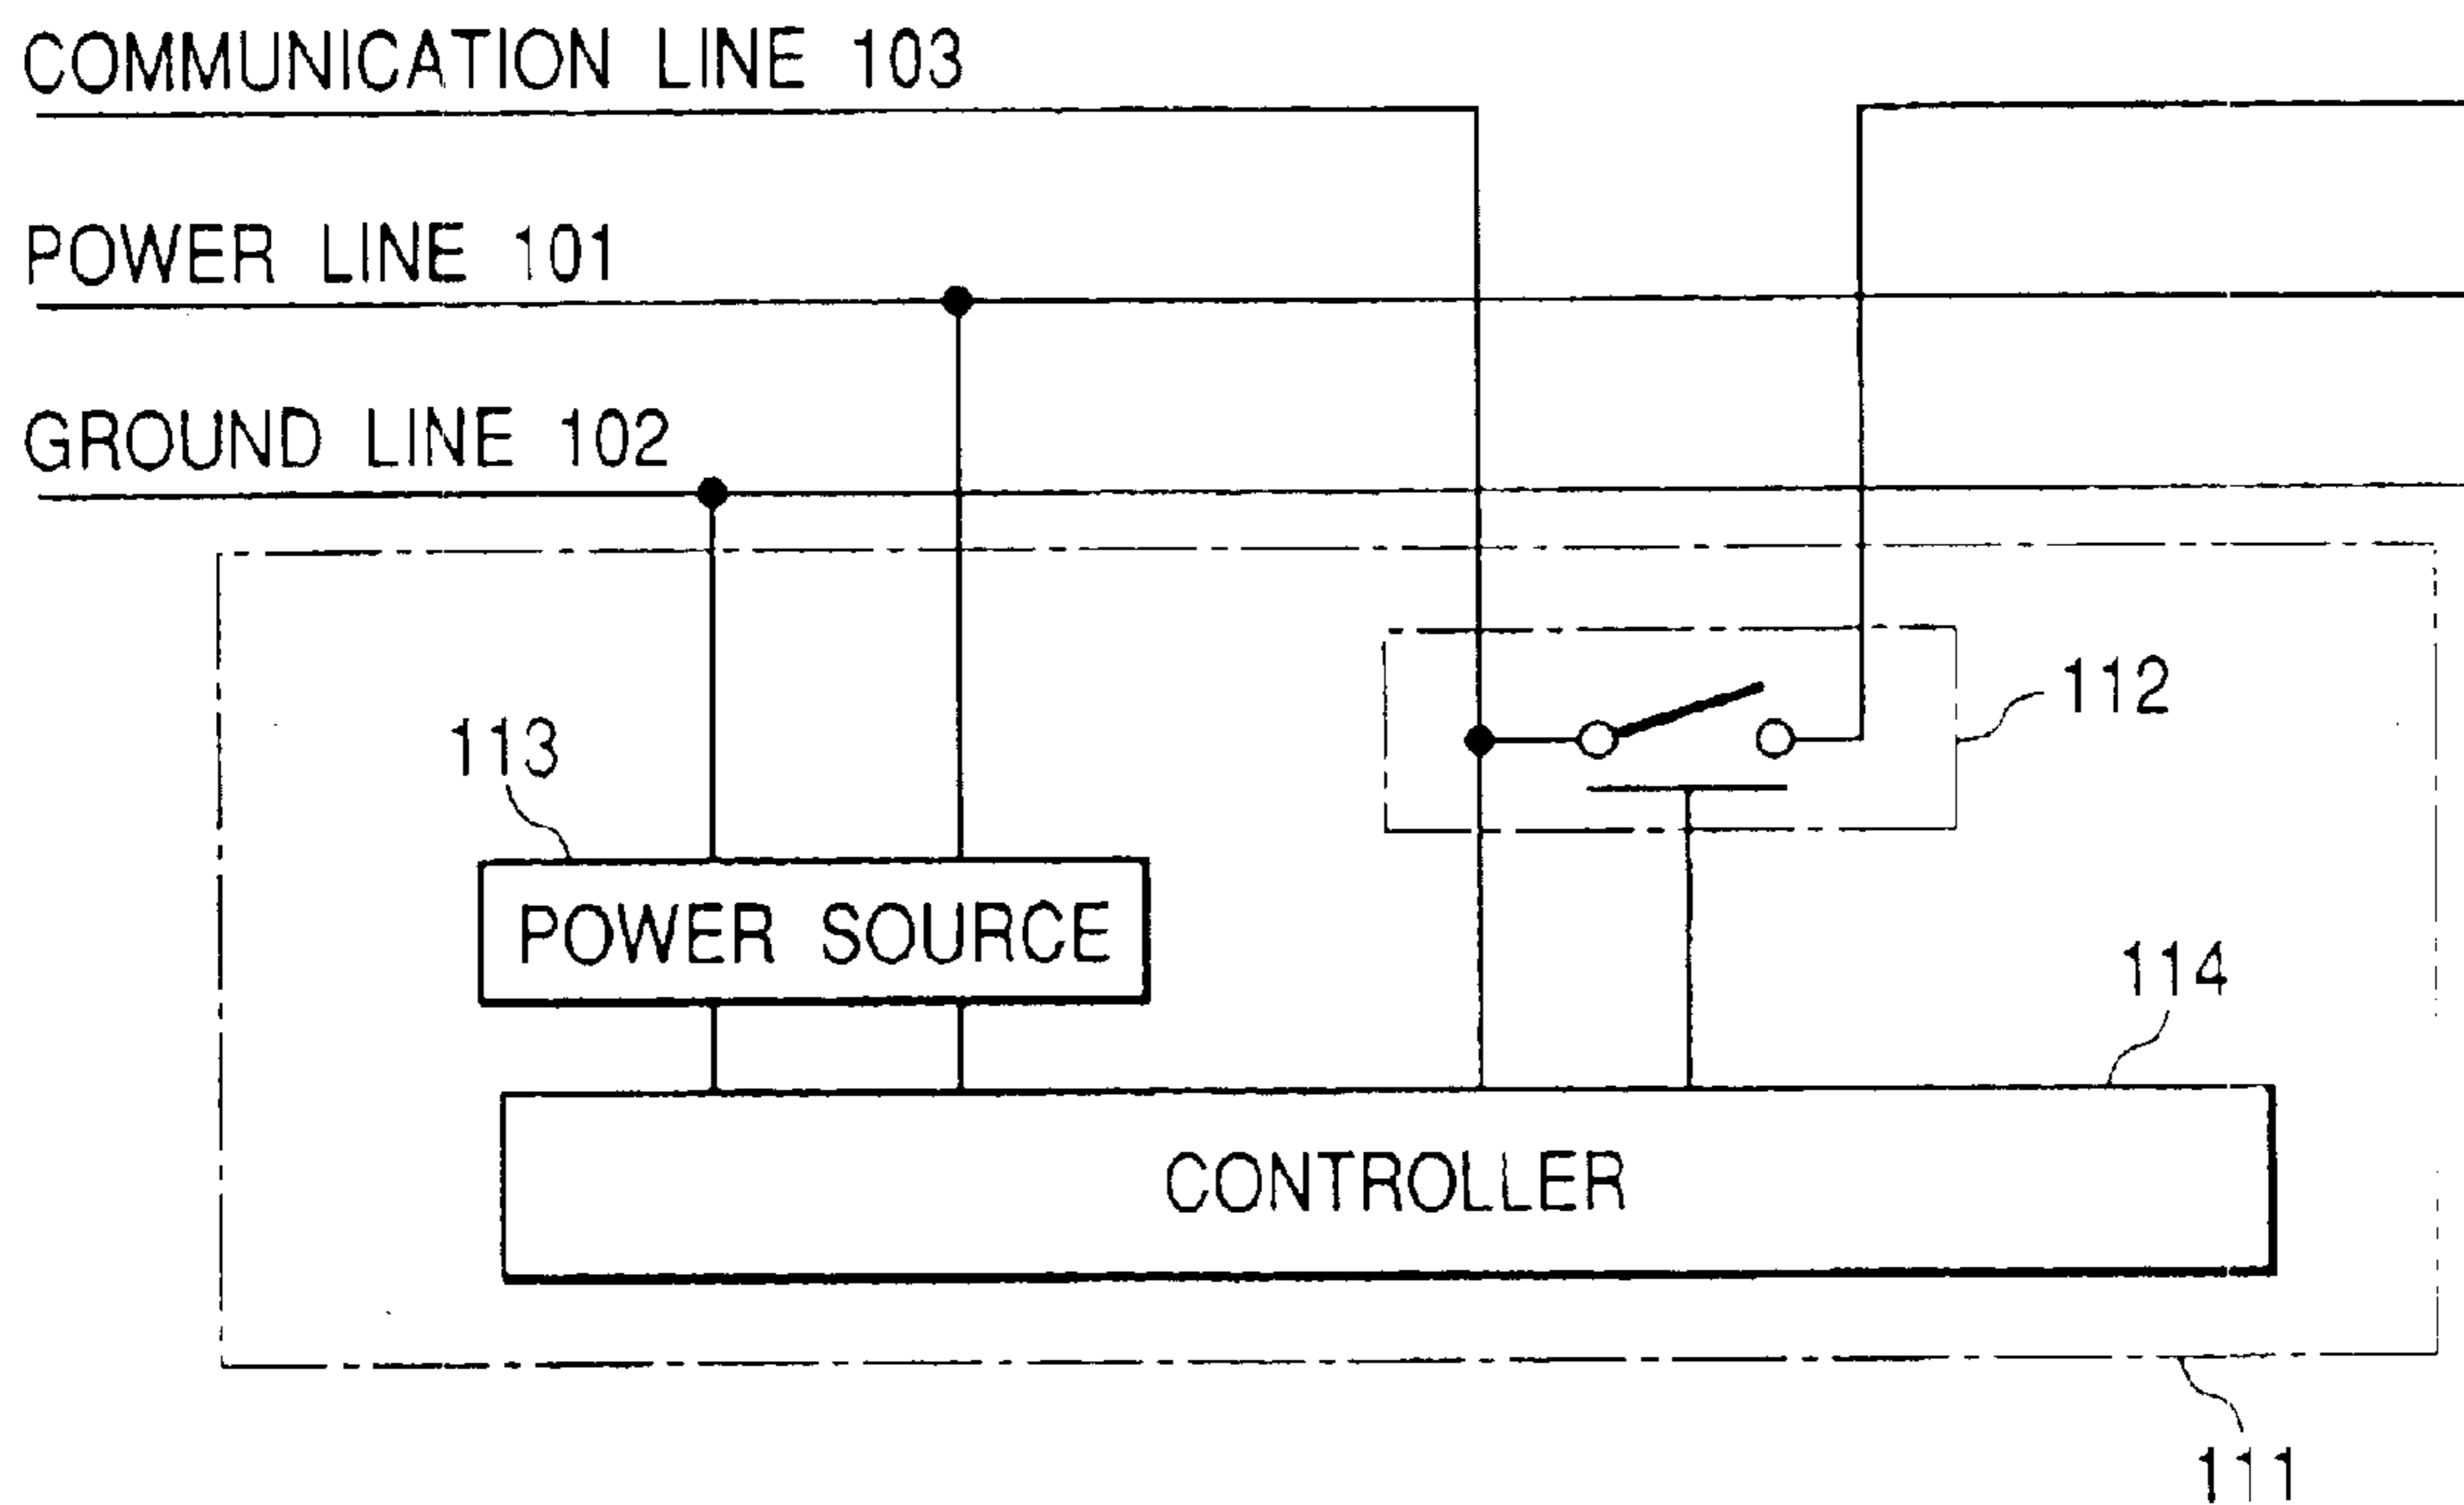 COMMUNICATION LINE 103
POWER LINE 101
GROUND LINE 102
112
113
POWER SOURCE
114
CONTROLLER
111